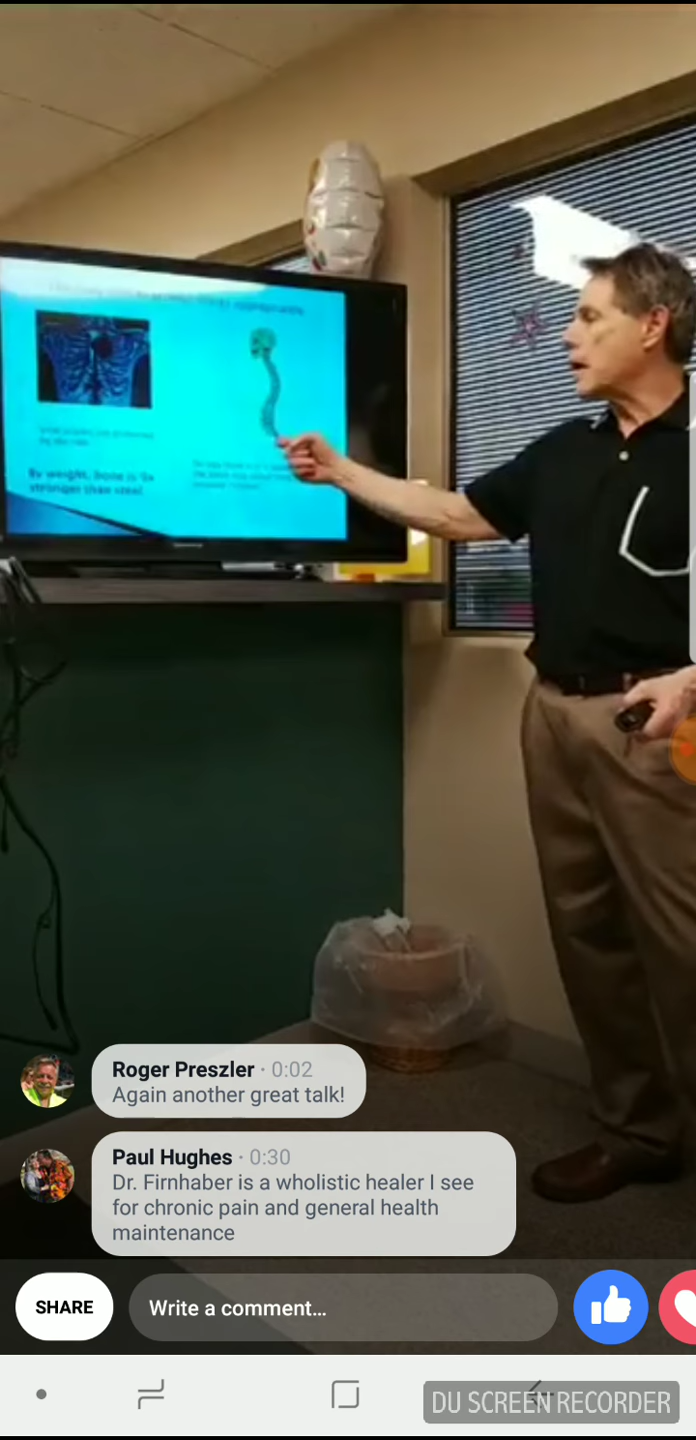 By weight, bone is 5x
stronger than steel
Roger Preszler · 0:02
Again another great talk!
Paul Hughes · 0:30
Dr. Firnhaber is a wholistic healer I see
for chronic pain and general health
maintenance
SHARE
Write a comment...
DU SCREEN RECORDER